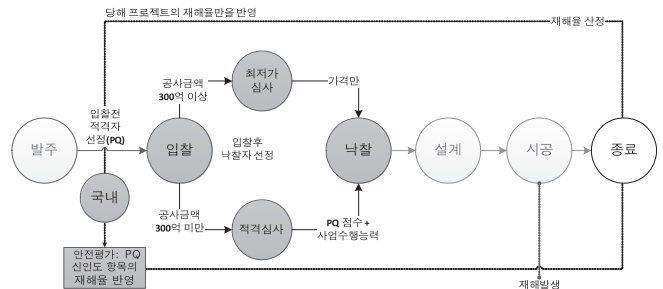 당해 프로젝트의 재해율만을 반영
재해율 산정
공사금액
300억 이상
최저가
심사
가격만
입찰전
적격자
선정(PQ)
발주
입찰
입찰후
낙찰자 선정
낙찰
설계
시공
종료
국내
공사금액
300억 미만
적격심사
PQ 점수 +
사업수행능력
안전평가: PQ
신인도 항목의
재해율 반영
재해발생